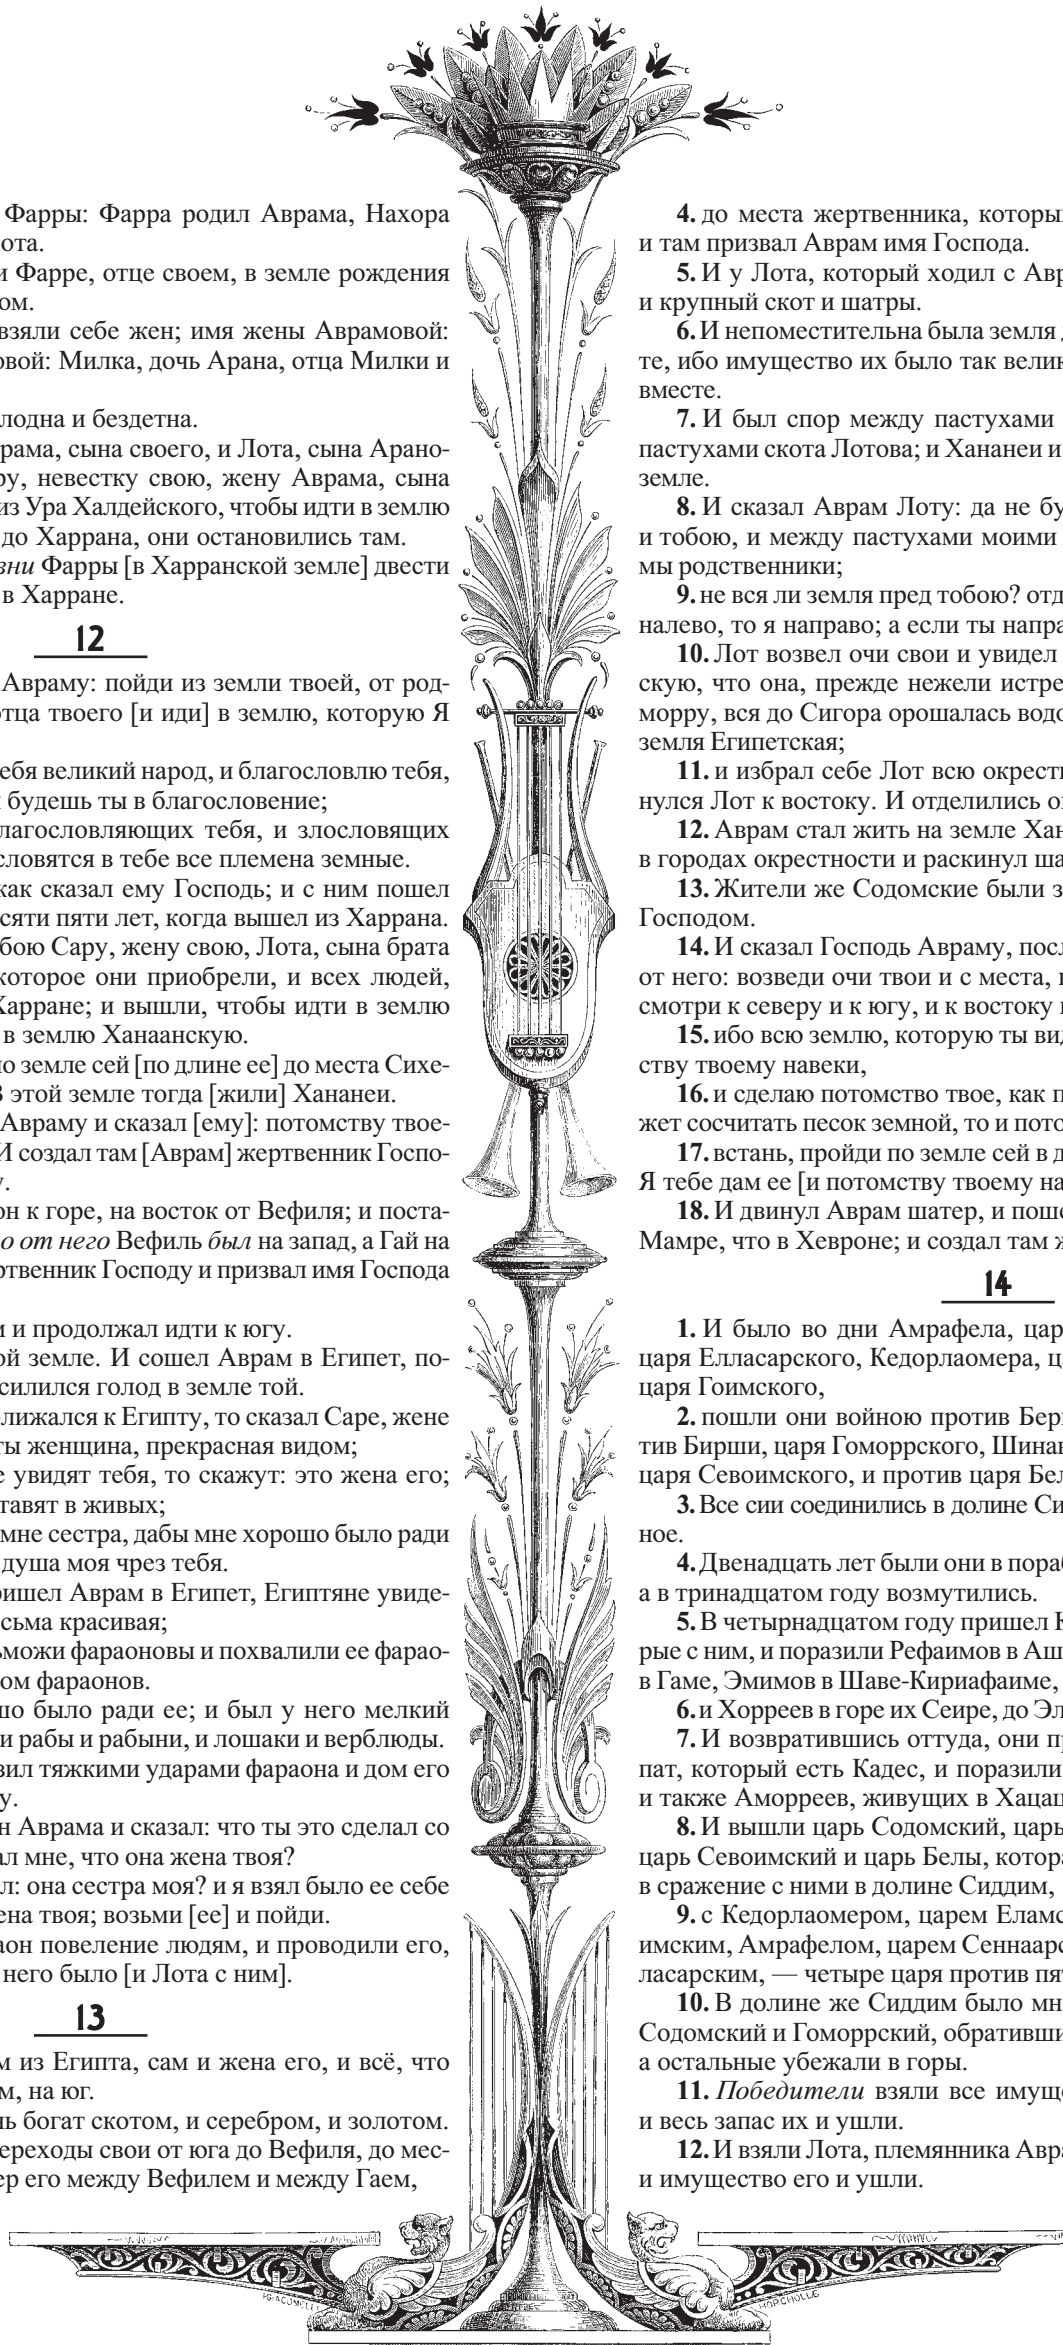 Фарры: Фарра родил Аврама, Нахора
ота.
и Фарре, отце своем, в земле рождения
ом.
взяли себе жен; имя жены Аврамовой:
овой: Милка, дочь Арана, отца Милки и
лодна и бездетна.
рама, сына своего, и Лота, сына Арано-
ру, невестку свою, жену Аврама, сына
из Ура Халдейского, чтобы идти в землю
до Харрана, они остановились там.
зни Фарры [в Харранской земле] двести
в Харране.
12
Авраму: пойди из земли твоей, от род-
отца твоего [и иди] в землю, которую Я
ебя великий народ, и благословлю тебя,
и будешь ты в благословение;
лагословляющих тебя, и злословящих
словятся в тебе все племена земные.
как сказал ему Господь; и с ним пошел
сяти пяти лет, когда вышел из Харрана.
бою Сару, жену свою, Лота, сына брата
которое они приобрели, и всех людей,
Харране; и вышли, чтобы идти в землю
в землю Ханаанскую.
по земле сей [по длине ее] до места Сихе-
В этой земле тогда [жили] Хананеи.
Авраму и сказал [ему]: потомству твое-
И создал там [Аврам] жертвенник Госпо-
у.
он к горе, на восток от Вефиля; и поста-
о от него Вефиль был на запад, а Гай на
ртвенник Господу и призвал имя Господа
м и продолжал идти к югу.
ой земле. И сошел Аврам в Египет, по-
силился голод в земле той.
лижался к Египту, то сказал Саре, жене
ты женщина, прекрасная видом;
е увидят тебя, то скажут: это жена его;
тавят в живых;
мне сестра, дабы мне хорошо было ради
душа моя чрез тебя.
ришел Аврам в Египет, Египтяне увиде-
сьма красивая;
ьможи фараоновы и похвалили ее фарао-
ом фараонов.
шо было ради ее; и был у него мелкий
и рабы и рабыни, и лошаки и верблюды.
зил тяжкими ударами фараона и дом его
у.
н Аврама и сказал: что ты это сделал со
ал мне, что она жена твоя?
л: она сестра моя? и я взял было ее себе
ена твоя; возьми [ее] и пойди.
аон повеление людям, и проводили его,
него было [и Лота с ним].
13
м из Египта, сам и жена его, и всё, что
м, на юг.
нь богат скотом, и серебром, и золотом.
ереходы свои от юга до Вефиля, до мес-
ер его между Вефилем и между Гаем,
4. до места жертвенника, которы
и там призвал Аврам имя Господа.
5. И у Лота, который ходил с Авр
и крупный скот и шатры.
6. И непоместительна была земля д
те, ибо имущество их было так велик
вместе.
7. И был спор между пастухами
пастухами скота Лотова; и Хананеи и
земле.
8. И сказал Аврам Лоту: да не бу
и тобою, и между пастухами моими
мы родственники;
9. не вся ли земля пред тобою? отд
налево, то я направо; а если ты напра
10. Лот возвел очи свои и увидел
скую, что она, прежде нежели истре
морру, вся до Сигора орошалась водо
земля Египетская;
11. и избрал себе Лот всю окрест
нулся Лот к востоку. И отделились о
12. Аврам стал жить на земле Хан
в городах окрестности и раскинул ша
13. Жители же Содомские были з
Господом.
14. И сказал Господь Авраму, посл
от него: возведи очи твои и с места, н
смотри к северу и к югу, и к востоку и
15. ибо всю землю, которую ты вид
ству твоему навеки,
16. и сделаю потомство твое, как п
жет сосчитать песок земной, то и пото
17. встань, пройди по земле сей в д
Я тебе дам ее [и потомству твоему на
18. И двинул Аврам шатер, и поше
Мамре, что в Хевроне; и создал там ж
14
1. И было во дни Амрафела, цар
царя Елласарского, Кедорлаомера, ца
царя Гоимского,
2. пошли они войною против Бер
тив Бирши, царя Гоморрского, Шинав
царя Севоимского, и против царя Бел
3. Все сии соединились в долине Си
ное.
4. Двенадцать лет были они в пораб
а в тринадцатом году возмутились.
5. В четырнадцатом году пришел К
рые с ним, и поразили Рефаимов в Аш
в Гаме, Эмимов в Шаве-Кириафаиме,
6. и Хорреев в горе их Сеире, до Эл
7. И возвратившись оттуда, они пр
пат, который есть Кадес, и поразили
и также Аморреев, живущих в Хацац
8. И вышли царь Содомский, царь
царь Севоимский и царь Белы, котора
в сражение с ними в долине Сиддим,
9. с Кедорлаомером, царем Еламс
имским, Амрафелом, царем Сеннаарс
ласарским, — четыре царя против пят
10. В долине же Сиддим было мн
Содомский и Гоморрский, обративши
а остальные убежали в горы.
11. Победители взяли все имуще
и весь запас их и ушли.
12. И взяли Лота, племянника Авра
и имущество его и ушли.